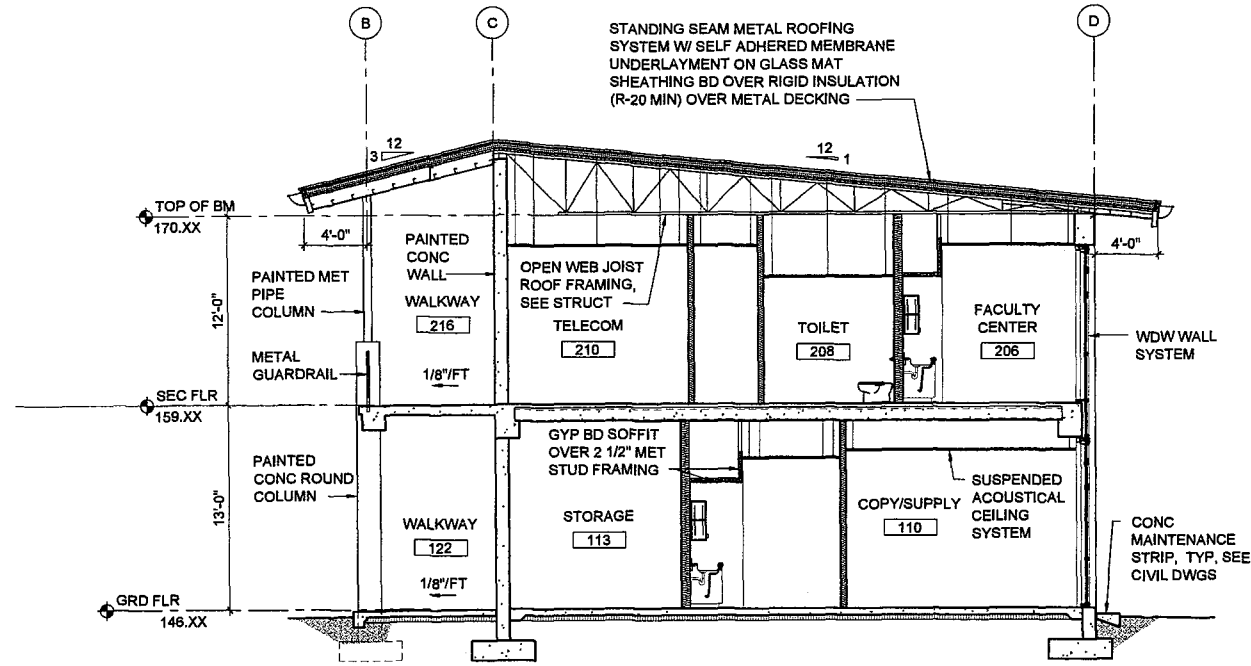 B
C
D
STANDING SEAM METAL ROOFING
SYSTEM W/ SELF ADHERED MEMBRANE
UNDERLAYMENT ON GLASS MAT
SHEATHING BD OVER RIGID INSULATION
(R-20 MIN) OVER METAL DECKING
12
3
12
1
TOP OF BM
170.XX
4'-0"
4'-0"
PAINTED
CONC
WALL
PAINTED MET
PIPE
COLUMN
OPEN WEB JOIST
ROOF FRAMING,
SEE STRUCT
12'-0"
WALKWAY
216
TELECOM
210
TOILET
208
FACULTY
CENTER
206
WDW WALL
SYSTEM
METAL
GUARDRAIL
1/8"/FT
SEC FLR
159.XX
GYP BD SOFFIT
OVER 2 1/2" MET
STUD FRAMING
PAINTED
CONC ROUND
COLUMN
13'-0"
SUSPENDED
ACOUSTICAL
CEILING
SYSTEM
WALKWAY
122
STORAGE
113
COPY/SUPPLY
110
1/8"/FT
CONC
MAINTENANCE
STRIP, TYP, SEE
CIVIL DWGS
GRD FLR
146.XX